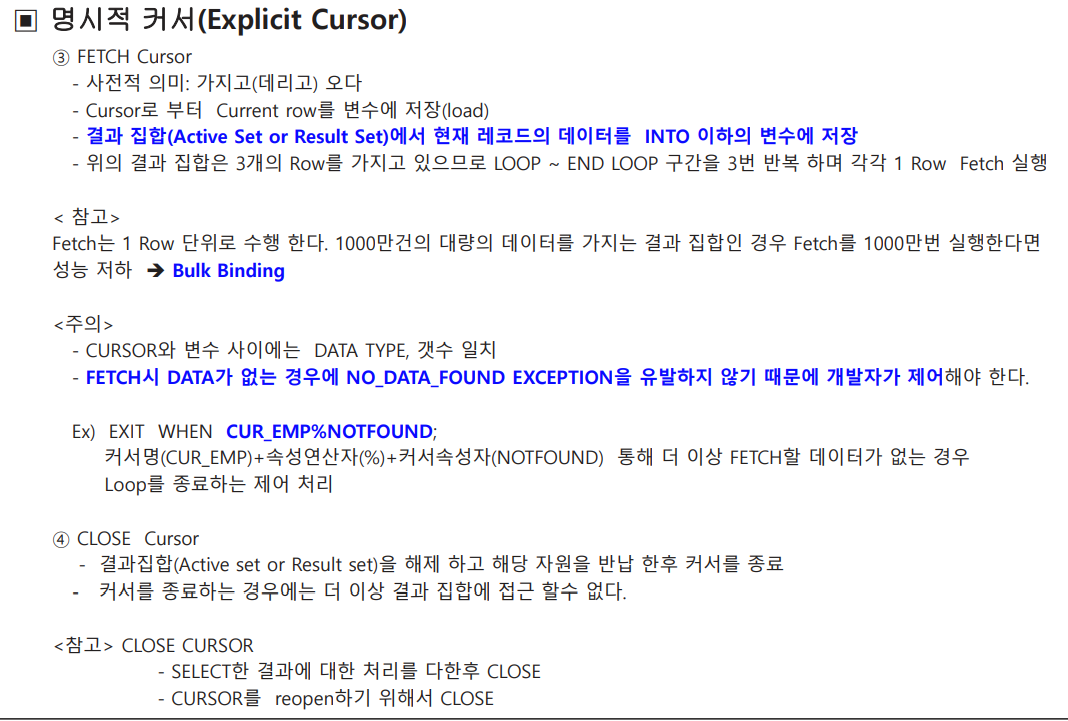 ▣ 명시적 커서(Explicit Cursor)
③ FETCH Cursor
- 사전적 의미: 가지고(데리고) 오다
- Cursor로 부터 Current row를 변수에 저장(load)
- 결과 집합(Active Set or Result Set)에서 현재 레코드의 데이터를 INTO 이하의 변수에 저장
- 위의 결과 집합은 3개의 Row를 가지고 있으므로 LOOP ~ END LOOP 구간을 3번 반복 하며 각각 1 Row Fetch 실행
< 참고>
Fetch는 1 Row 단위로 수행 한다. 1000만건의 대량의 데이터를 가지는 결과 집합인 경우 Fetch를 1000만번 실행한다면
성능 저하 ➔ Bulk Binding
<주의>
- CURSOR와 변수 사이에는 DATA TYPE, 갯수 일치
- FETCH시 DATA가 없는 경우에 NO_DATA_FOUND EXCEPTION을 유발하지 않기 때문에 개발자가 제어해야 한다.
Ex) EXIT WHEN CUR_EMP%NOTFOUND;
커서명(CUR_EMP)+속성연산자(%)+커서속성자(NOTFOUND) 통해 더 이상 FETCH할 데이터가 없는 경우
Loop를 종료하는 제어 처리
④ CLOSE Cursor
- 결과집합(Active set or Result set)을 해제 하고 해당 자원을 반납 한후 커서를 종료
- 커서를 종료하는 경우에는 더 이상 결과 집합에 접근 할수 없다.
<참고> CLOSE CURSOR
- SELECT한 결과에 대한 처리를 다한후 CLOSE
- CURSOR를 reopen하기 위해서 CLOSE